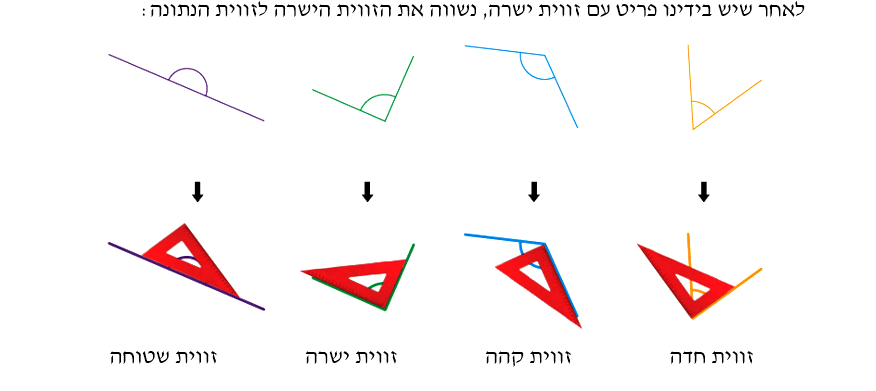 לאחר שיש בידינו פריט עם זווית ישרה, נשווה את הזווית הישרה לזווית הנתונה:
זווית חדה
זווית קהה
זווית ישרה
זווית שטוחה